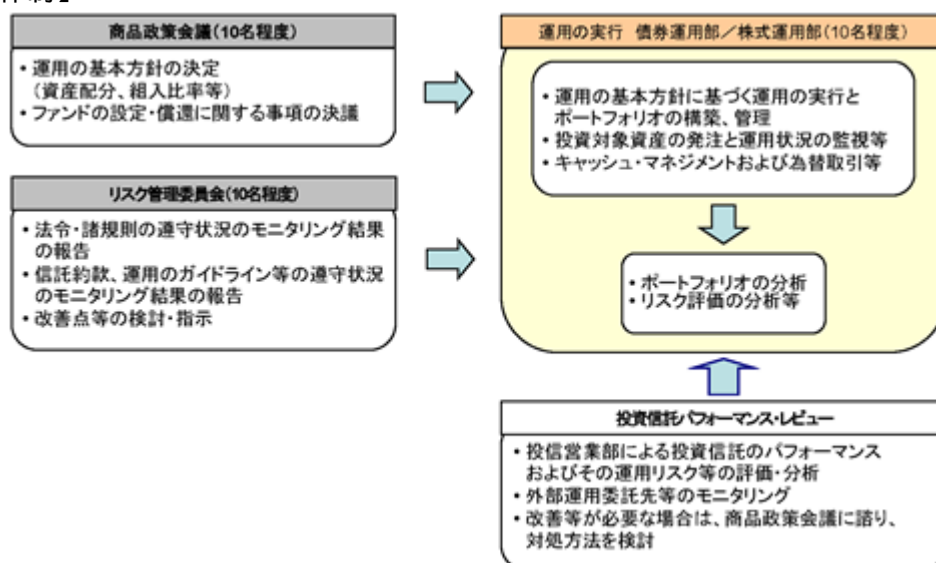 商品政策会議(10名程度)
・運用の基本方針の決定
(資産配分、組入比率等)
・ファンドの設定・償還に関する事項の決議
リスク管理委員会(10名程度)
・法令・諸規則の遵守状況のモニタリング結果
の報告
・信託約款、運用のガイドライン等の遵守状況
のモニタリング結果の報告
・改善点等の検討・指示
運用の実行 債券運用部/株式運用部(10名程度)
・運用の基本方針に基づく運用の実行と
ポートフォリオの構築、管理
・投資対象資産の発注と運用状況の監視等
・キャッシュ・マネジメントおよび為替取引等
・ポートフォリオの分析
・リスク評価の分析等
投資信託パフォーマンス・レビュー
・投信営業部による投資信託のパフォーマンス
およびその運用リスク等の評価・分析
・外部運用委託先等のモニタリング
・改善等が必要な場合は、商品政策会議に諮り、
対処方法を検討